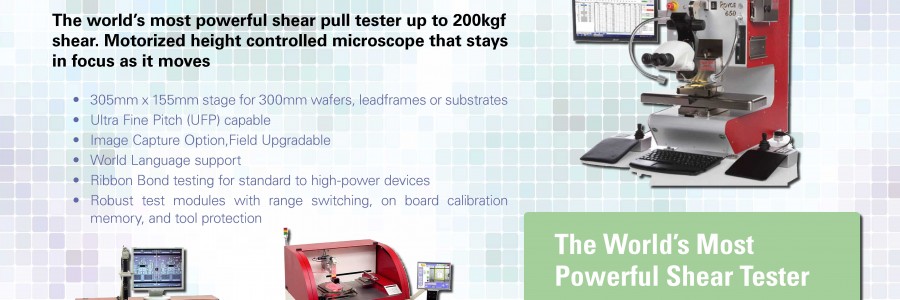 The world's most powerful shear pull tester up to 200kgf
shear. Motorized height controlled microscope that stays
in focus as it moves
• 305mm x 155mm stage for 300mm wafers, leadframes or substrates
• Ultra Fine Pitch (UFP) capable
• Image Capture Option,Field Upgradable
• World Language support
• Ribbon Bond testing for standard to high-power devices
• Robust test modules with range switching, on board calibration
memory, and tool protection
650
The World's Most
Powerful Shear Tester